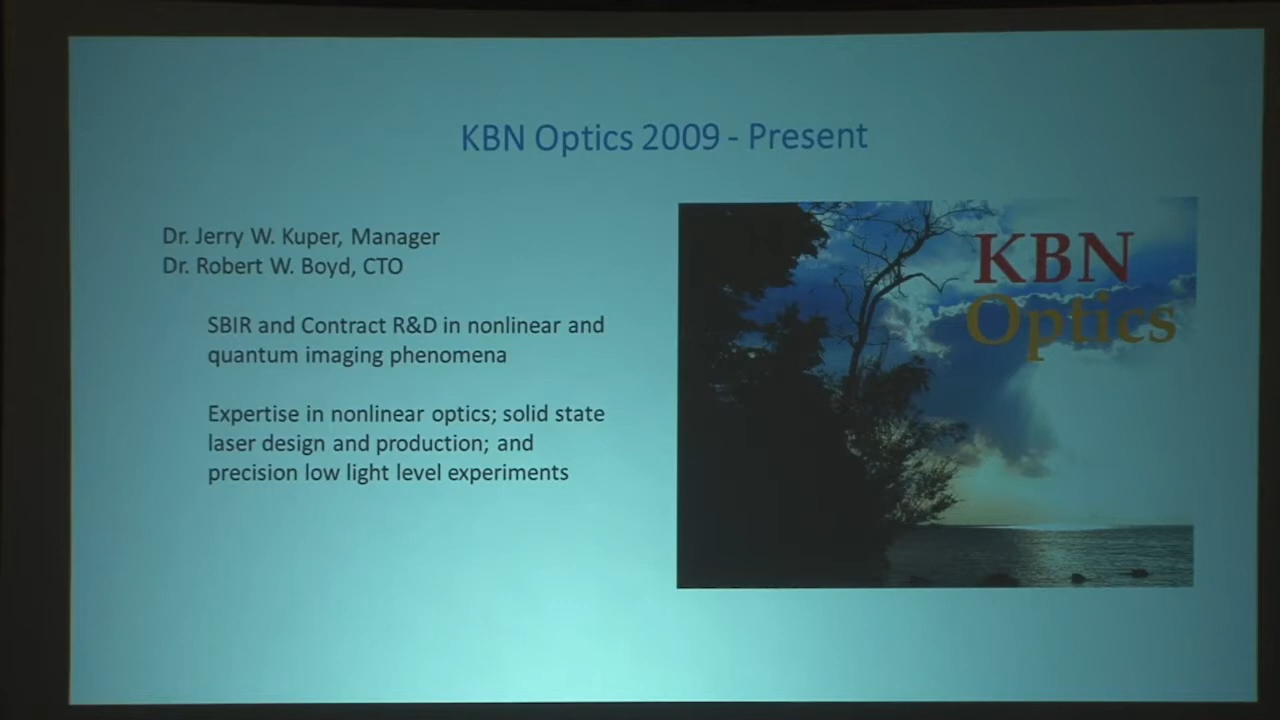 KBN Optics 2009 - Present
Dr. Jerry W. Kuper, Manager
Dr. Robert W. Boyd, CTO
SBIR and Contract R&D in nonlinear and
quantum imaging phenomena
Expertise in nonlinear optics; solid state
laser design and production; and
precision low light level experiments
KBN
Optics